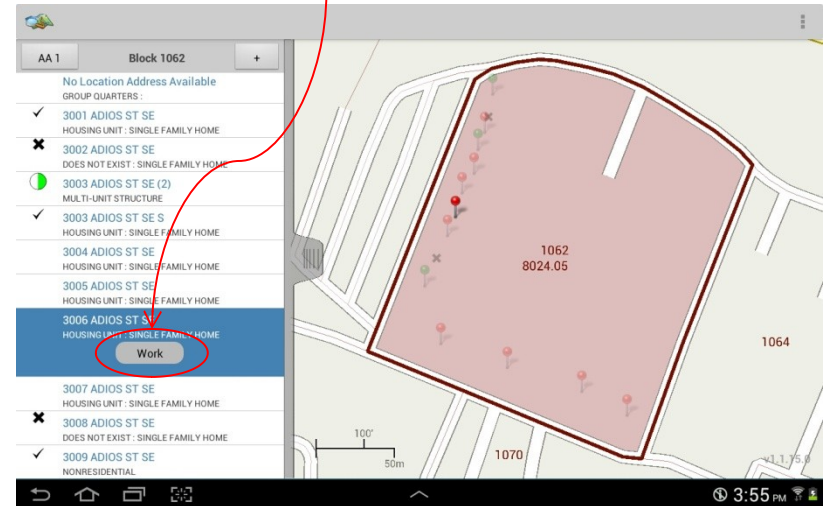 AA 1
Block 1062
+
No Location Address Available
GROUP QUARTERS :
3001 ADIOS ST SE
HOUSING UNIT : SINGLE FAMILY HOME
3002 ADIOS ST SE
DOES NOT EXIST : SINGLE FAMILY HOME
3003 ADIOS ST SE (2)
MULTI-UNIT STRUCTURE
3003 ADIOS ST SE S
HOUSING UNIT : SINGLE FAMILY HOME
3004 ADIOS ST SE
HOUSING UNIT : SINGLE FAMILY HOME
3005 ADIOS ST SE
HOUSING UNIT : SINGLE FAMILY HOME
3006 ADIOS ST SE
HOUSING UNIT : SINGLE FAMILY HOME
Work
3007 ADIOS ST SE
HOUSING UNIT : SINGLE FAMILY HOME
3008 ADIOS ST SE
DOES NOT EXIST : SINGLE FAMILY HOME
3009 ADIOS ST SE
NONRESIDENTIAL
1062
8024.05
1064
1070
100'
50m
v1.1.15.0
3:55 PM